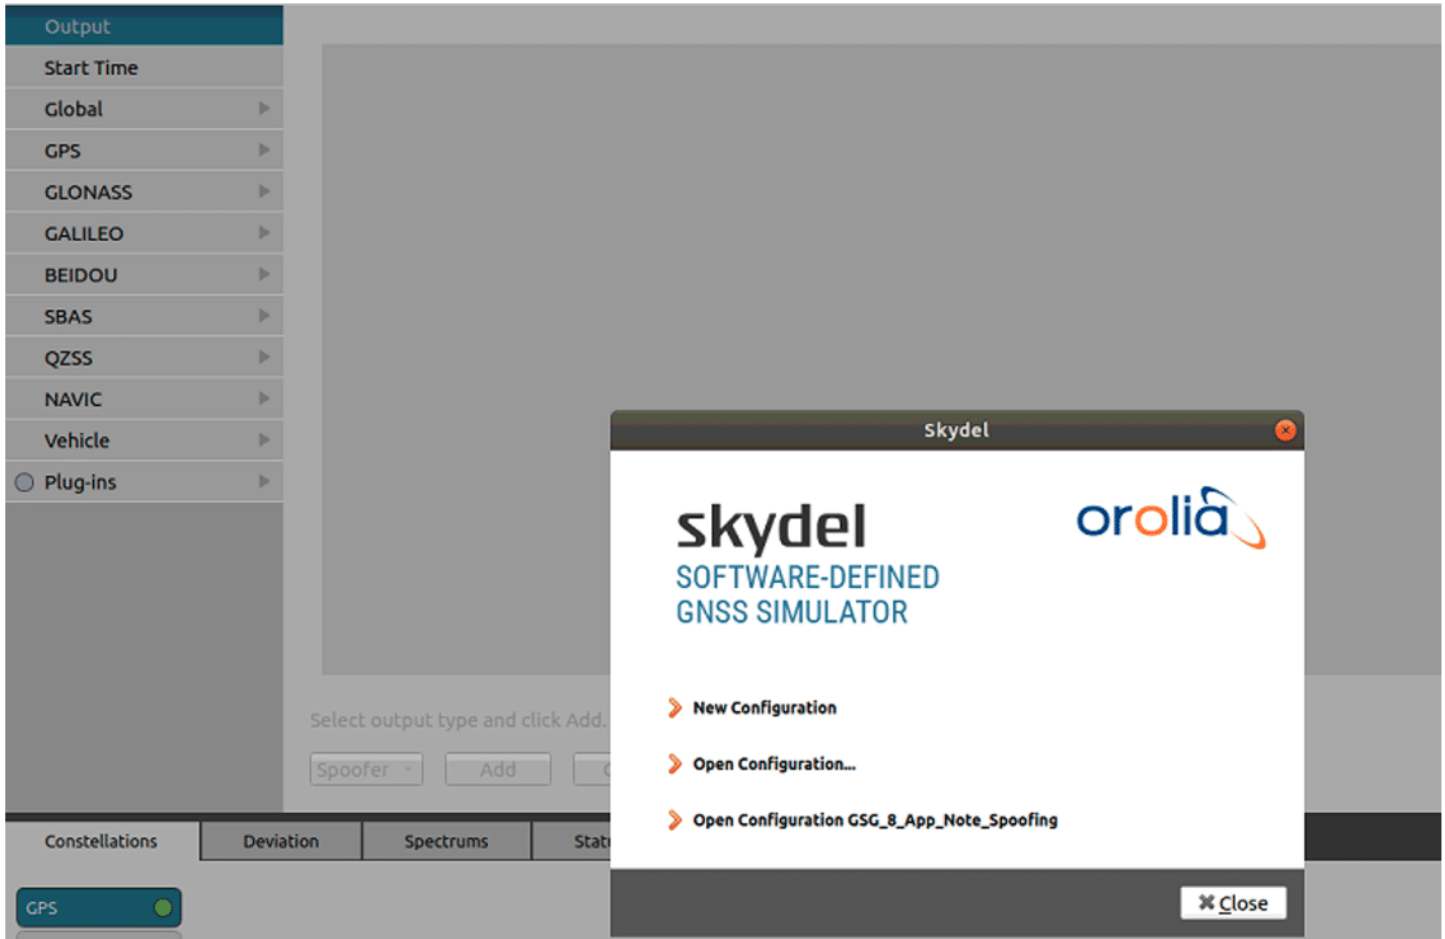 Output
Start Time
Global
GPS
GLONASS
GALILEO
BEIDOU
SBAS
QZSS
NAVIC
Vehicle
Plug-ins
Select output type and click Add.
Spoofer
Add
Constellations
Deviation
Spectrums
GPS
Skydel
skydel
orolia
SOFTWARE-DEFINED
GNSS SIMULATOR
New Configuration
Open Configuration...
Open Configuration GSG_8_App_Note_Spoofing
Close